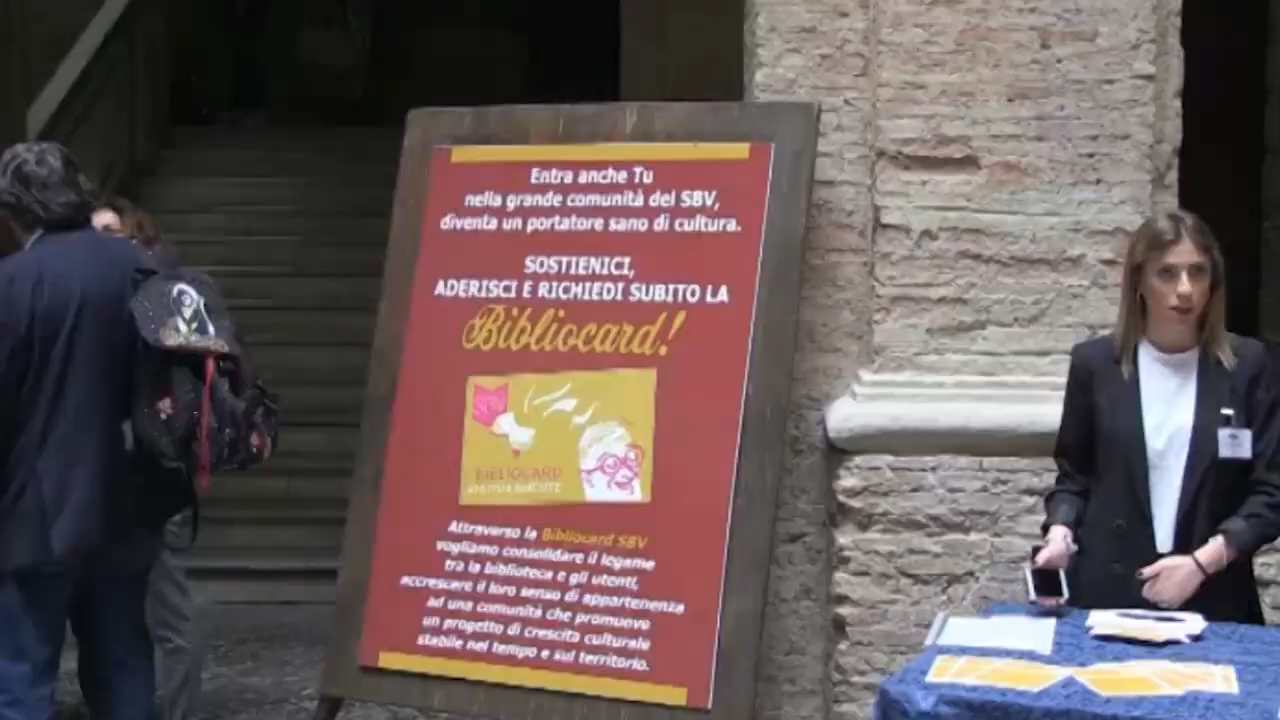 Entra anche Tu
nella grande comunità del SBV,
diventa un portatore sano di cultura.
SOSTIENICI,
ADERISCI E RICHIEDI SUBITO LA
Bibliocard!
BIBLIOCARD
Attraverso la Bibliocard SBV
vogliamo consolidare il legame
tra la biblioteca e gli utenti,
accrescere il loro senso di appartenenza
ad una comunità che promuove
un progetto di crescita culturale
stabile nel tempo e sul territorio.